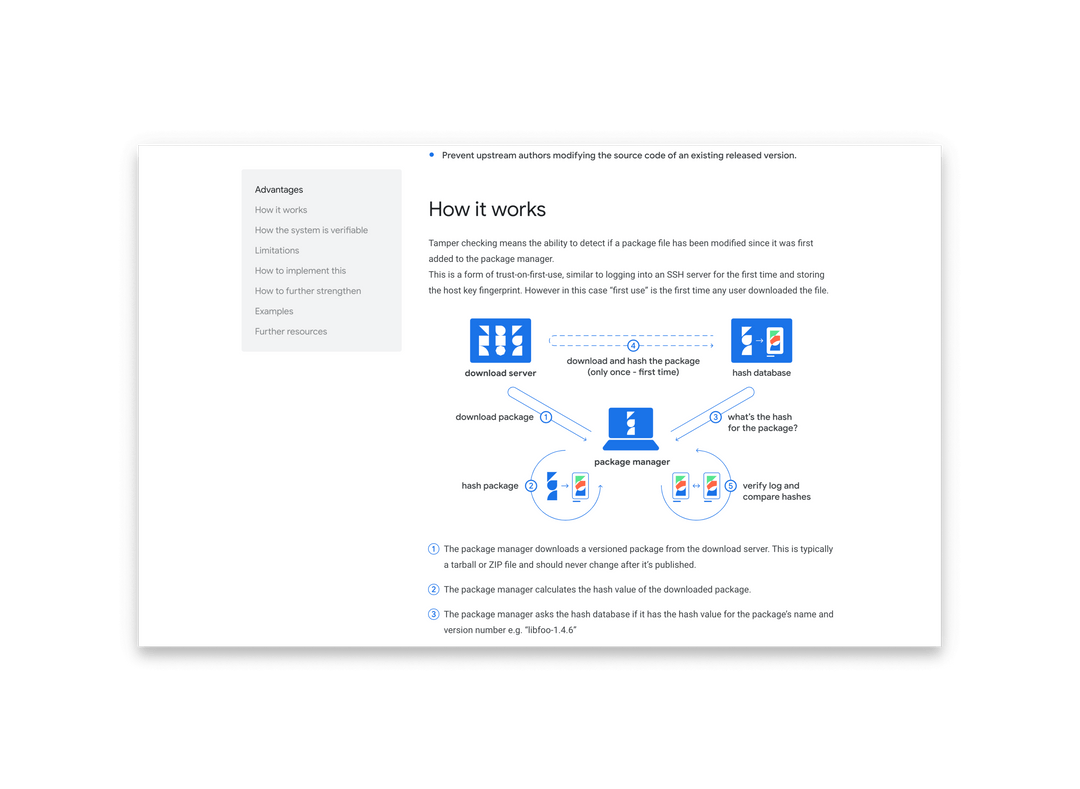 Prevent upstream authors modifying the source code of an existing released version.
Advantages
How it works
How the system is verifiable
Limitations
How to implement this
How to further strengthen
Examples
Further resources
How it works
Tamper checking means the ability to detect if a package file has been modified since it was first
added to the package manager.
This is a form of trust-on-first-use, similar to logging into an SSH server for the first time and storing
the host key fingerprint. However in this case “first use” is the first time any user downloaded the file.
4
download and hash the package
(only once - first time)
download server
hash database
download package
1
3
what’s the hash
for the package?
package manager
hash package
2
5
verify log and
compare hashes
1 The package manager downloads a versioned package from the download server. This is typically
a tarball or ZIP file and should never change after it’s published.
2 The package manager calculates the hash value of the downloaded package.
3 The package manager asks the hash database if it has the hash value for the package’s name and
version number e.g. “libfoo-1.4.6”